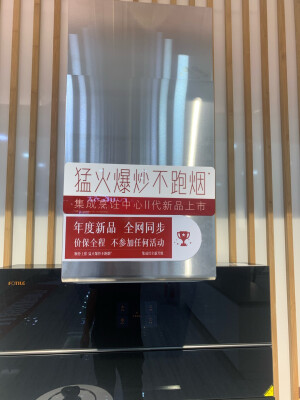 猛火爆炒不跑烟
集成烹饪中心II代新品上市
年度新品 全网同步
价保全程 不参加任何活动
FOTILE